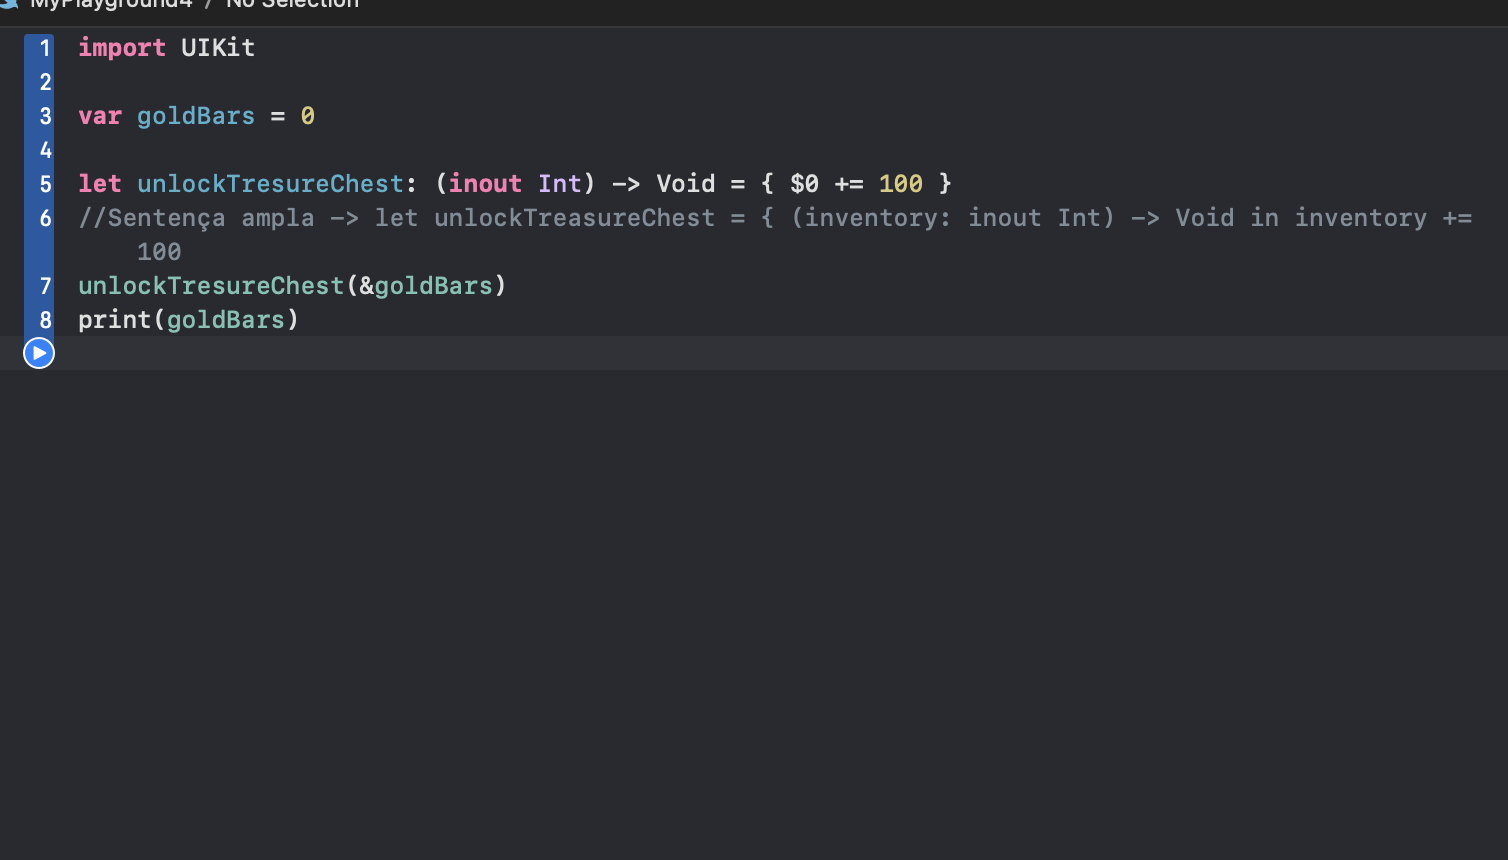 MyPlayground4 / No Selection
1 import UIKit
2
3 var goldBars = 0
4
5 let unlockTresureChest: (inout Int) -> Void = { $0 += 100 }
6 //Sentença ampla -> let unlockTreasureChest = { (inventory: inout Int) -> Void in inventory +=
100
7 unlockTresureChest(&goldBars)
8 print(goldBars)